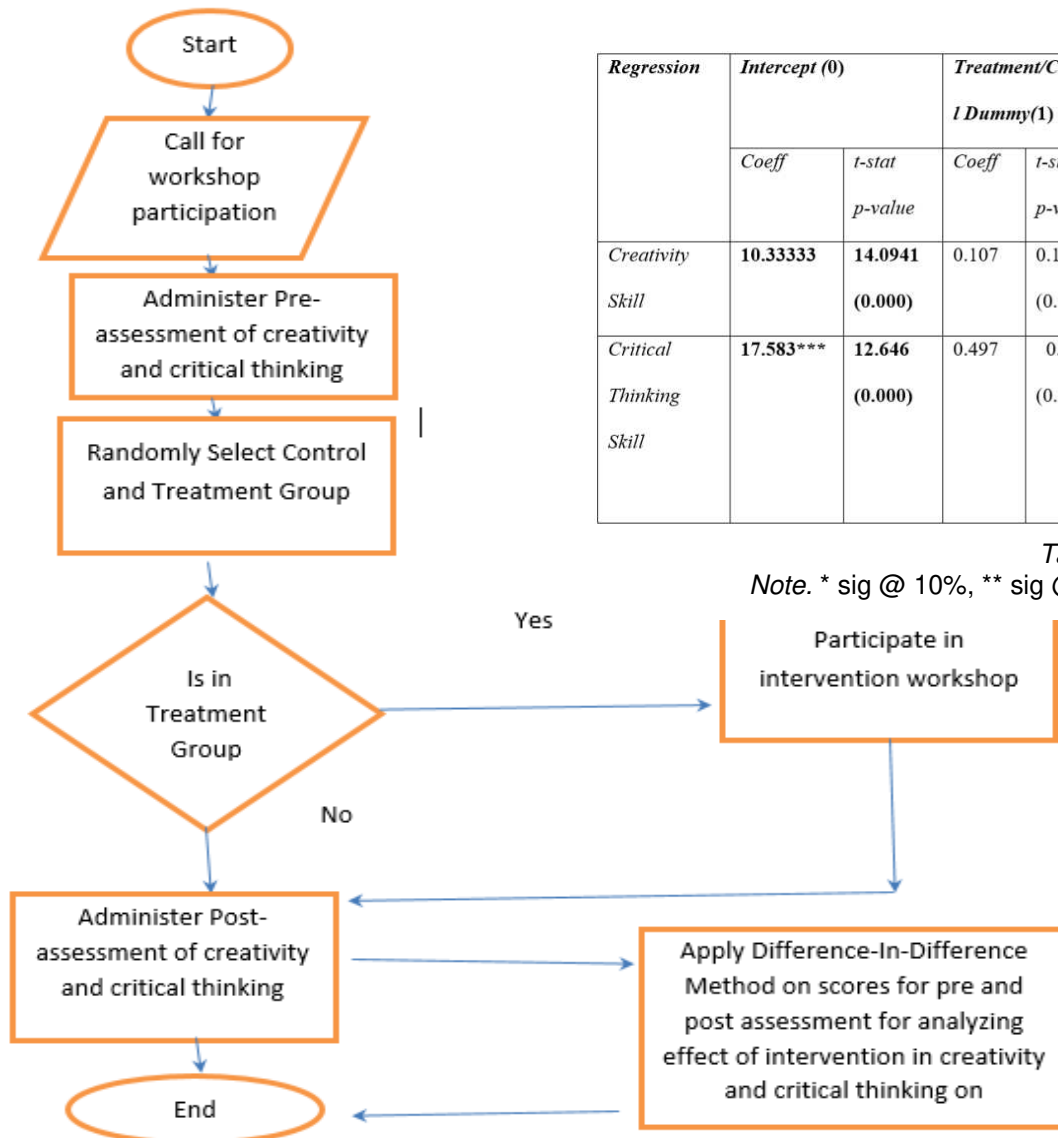 Start
Call for
workshop
participation
Administer Pre-
assessment of creativity
and critical thinking
Randomly Select Control
and Treatment Group
Is in
Treatment
Group
Yes
No
Participate in
intervention workshop
Administer Post-
assessment of creativity
and critical thinking
Apply Difference-In-Difference
Method on scores for pre and
post assessment for analyzing
effect of intervention in creativity
and critical thinking on
End
Regression Intercept (0) Treatment/C
l Dummy(1)
Coeff t-stat Coeff
p-value
Creativity 10.33333 14.0941 0.107
Skill (0.000)
Critical 17.583*** 12.646 0.497
Thinking (0.000)
Skill
Note. * sig @ 10%, ** sig @